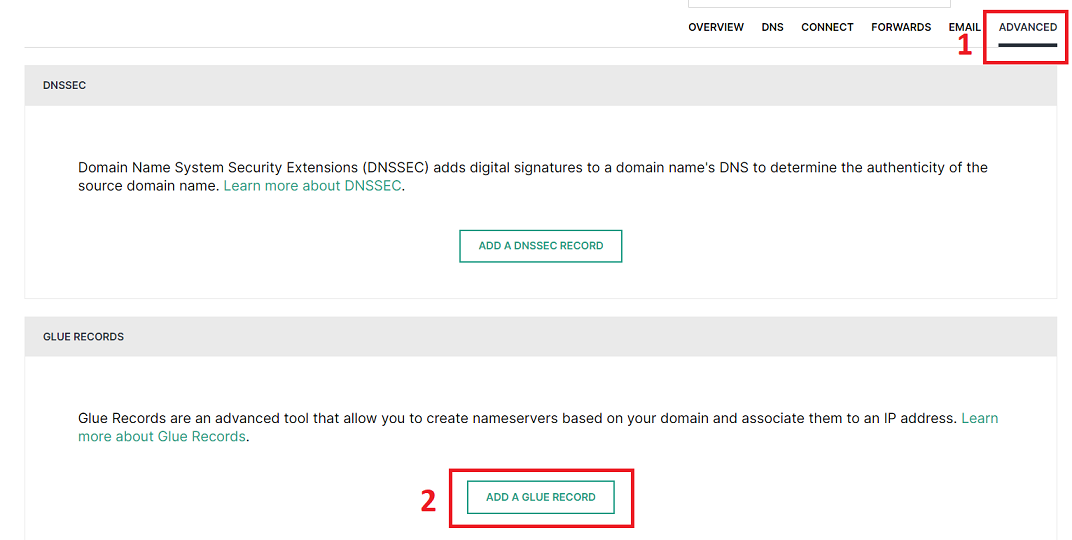 OVERVIEW DNS CONNECT FORWARDS EMAIL ADVANCED
1
DNSSEC
Domain Name System Security Extensions (DNSSEC) adds digital signatures to a domain name's DNS to determine the authenticity of the
source domain name. Learn more about DNSSEC.
ADD A DNSSEC RECORD
GLUE RECORDS
Glue Records are an advanced tool that allow you to create nameservers based on your domain and associate them to an IP address. Learn
more about Glue Records.
2 ADD A GLUE RECORD